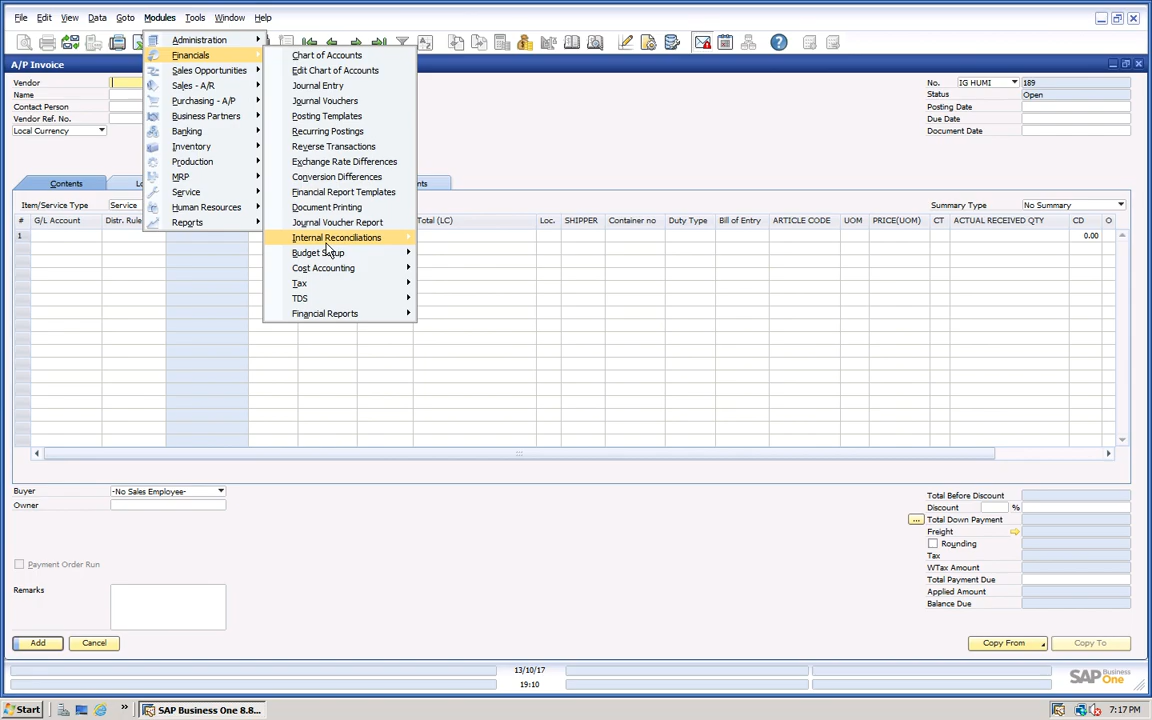 File Edit View Data Goto Modules Tools Window Help
A/P Invoice
Vendor
Name
Contact Person
Vendor Ref. No.
Local Currency
No. IG HUMI 189
Status Open
Posting Date
Due Date
Document Date
Administration
Financials
Sales Opportunities
Sales - A/R
Purchasing - A/P
Business Partners
Banking
Inventory
Production
MRP
Service
Human Resources
Reports
Chart of Accounts
Edit Chart of Accounts
Journal Entry
Journal Vouchers
Posting Templates
Recurring Postings
Reverse Transactions
Exchange Rate Differences
Conversion Differences
Financial Report Templates
Document Printing
Journal Voucher Report
Internal Reconciliations
Budget Setup
Cost Accounting
Tax
TDS
Financial Reports
Contents
Item/Service Type Service
Summary Type No Summary
# G/L Account Distr. Rule Total (LC) Loc. SHIPPER Container no Duty Type Bill of Entry ARTICLE CODE UOM PRICE(UOM) CT ACTUAL RECEIVED QTY CD O
1 0.00
Buyer -No Sales Employee-
Owner
Payment Order Run
Remarks
Total Before Discount
Discount %
... Total Down Payment
Freight
Rounding
Tax
WTax Amount
Total Payment Due
Applied Amount
Balance Due
Add Cancel Copy From Copy To
13/10/17
19:10
SAP Business One
Start » SAP Business One 8.8... 7:17 PM